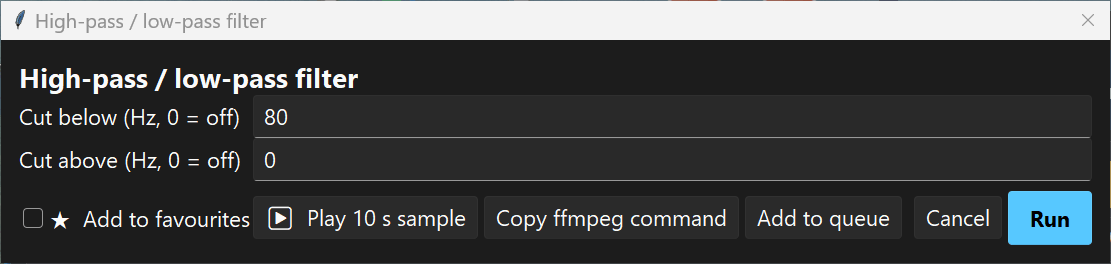 High-pass / low-pass filter
High-pass / low-pass filter
Cut below (Hz, 0 = off) 80
Cut above (Hz, 0 = off) 0
★ Add to favourites Play 10 s sample Copy ffmpeg command Add to queue Cancel Run